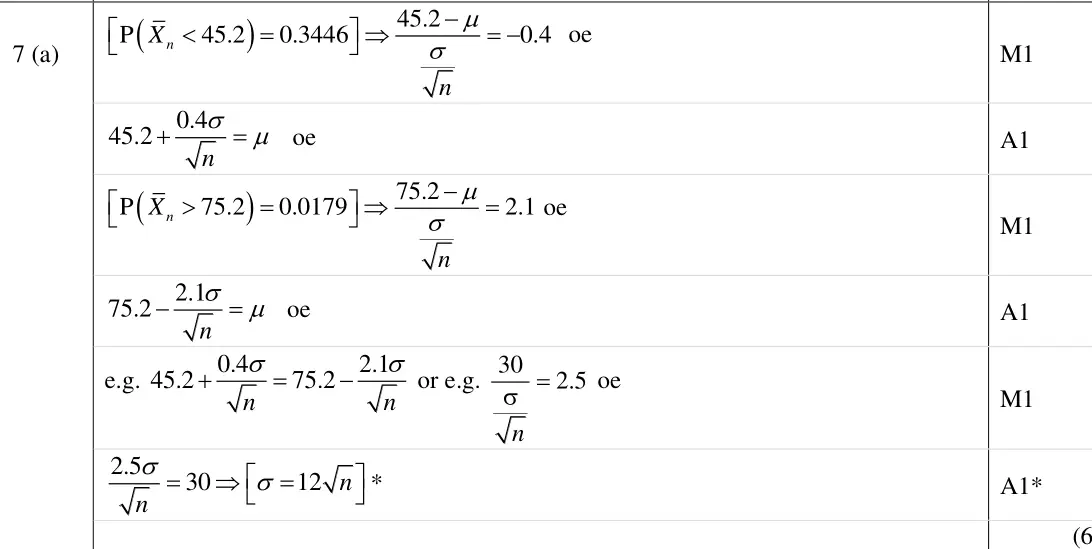 7 (a) [P(X̄ₙ < 45.2) = 0.3446] ⇒ (45.2 − μ)/(σ/√n) = −0.4 oe M1
45.2 + 0.4σ/√n = μ oe A1
[P(X̄ₙ > 75.2) = 0.0179] ⇒ (75.2 − μ)/(σ/√n) = 2.1 oe M1
75.2 − 2.1σ/√n = μ oe A1
e.g. 45.2 + 0.4σ/√n = 75.2 − 2.1σ/√n or e.g. 30/(σ/√n) = 2.5 oe M1
2.5σ/√n = 30 ⇒ [σ = 12√n] * A1*
(6